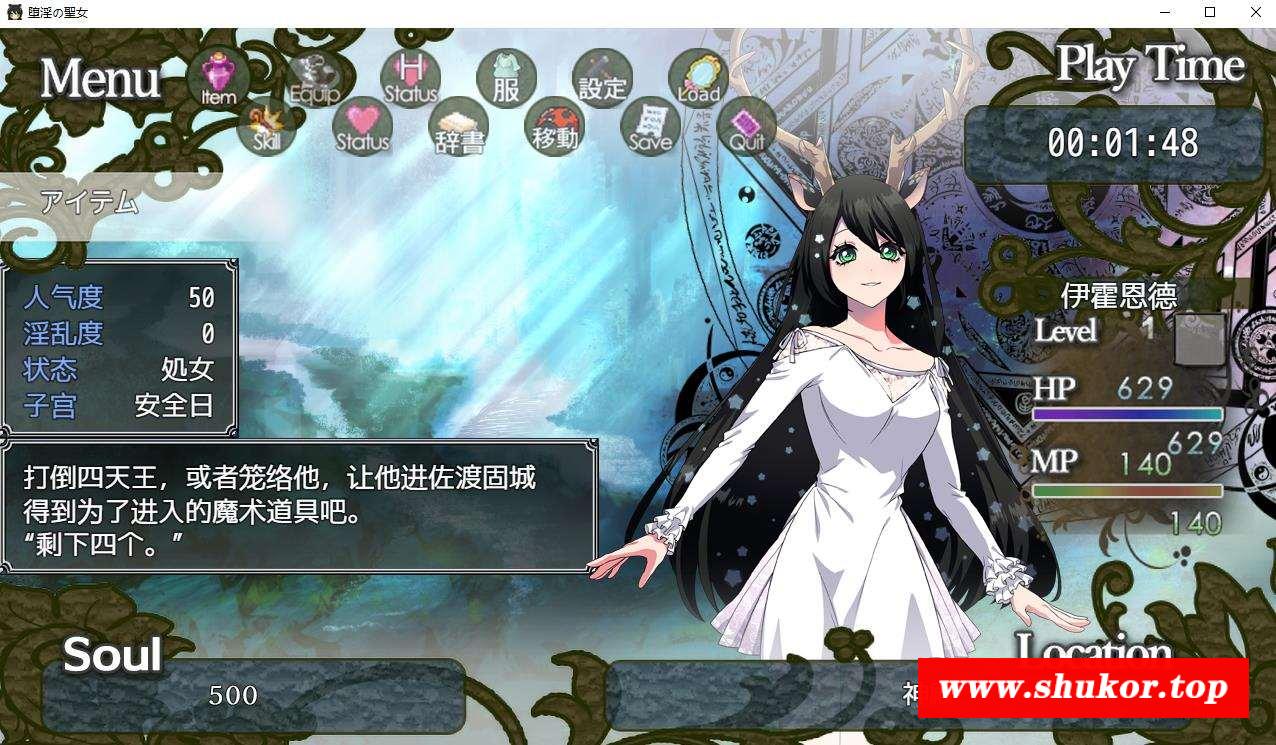 堕淫の聖女
Menu
Item
Equip
Status
服
設定
Load
Play Time
Skill
Status
辞書
移動
Save
Quit
00:01:48
アイテム
人气度 50
淫乱度 0
状态 処女
子宫 安全日
伊霍恩德
Level 1
HP 629
629
MP 140
140
打倒四天王，或者笼络他，让他进佐渡固城
得到为了进入的魔术道具吧。
“剩下四个。”
Soul
500
Location
神
www.shukor.top